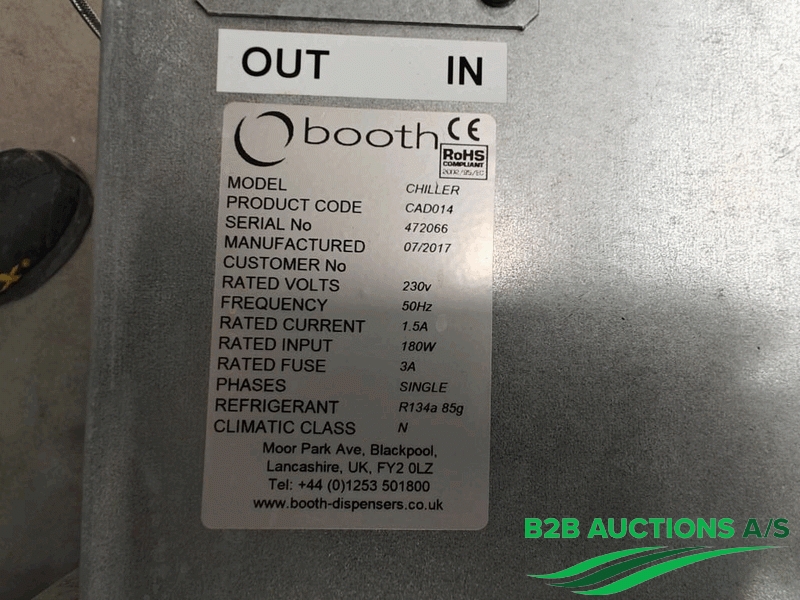 OUT IN
booth CE
RoHS
COMPLIANT
2002/95/EC
MODEL CHILLER
PRODUCT CODE CAD014
SERIAL No 472066
MANUFACTURED 07/2017
CUSTOMER No
RATED VOLTS 230v
FREQUENCY 50Hz
RATED CURRENT 1.5A
RATED INPUT 180W
RATED FUSE 3A
PHASES SINGLE
REFRIGERANT R134a 85g
CLIMATIC CLASS N
Moor Park Ave, Blackpool,
Lancashire, UK, FY2 0LZ
Tel: +44 (0)1253 501800
www.booth-dispensers.co.uk
B2B AUCTIONS A/S